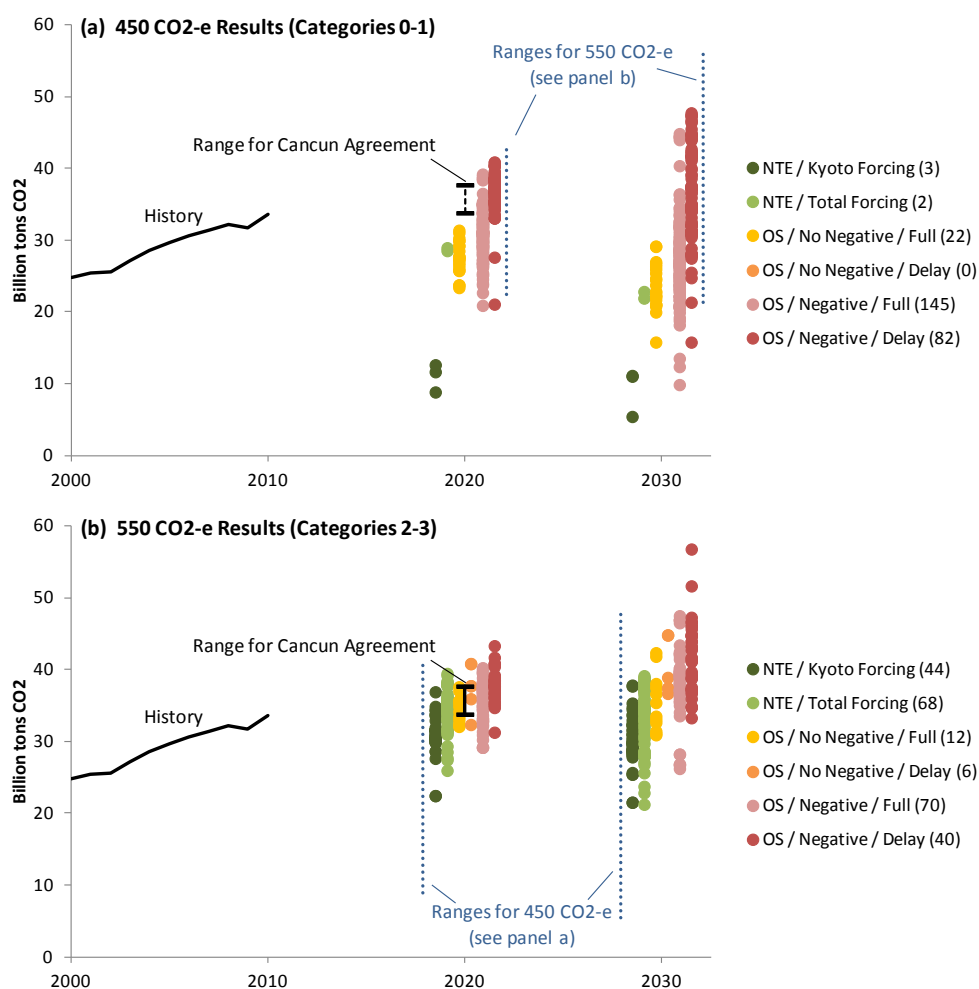 (a) 450 CO2-e Results (Categories 0-1)
Billion tons CO2
60
50
40
30
20
10
0
2000
2010
2020
2030
History
Range for Cancun Agreement
Ranges for 550 CO2-e
(see panel b)
NTE / Kyoto Forcing (3)
NTE / Total Forcing (2)
OS / No Negative / Full (22)
OS / No Negative / Delay (0)
OS / Negative / Full (145)
OS / Negative / Delay (82)
(b) 550 CO2-e Results (Categories 2-3)
Billion tons CO2
60
50
40
30
20
10
0
2000
2010
2020
2030
History
Range for Cancun Agreement
Ranges for 450 CO2-e
(see panel a)
NTE / Kyoto Forcing (44)
NTE / Total Forcing (68)
OS / No Negative / Full (12)
OS / No Negative / Delay (6)
OS / Negative / Full (70)
OS / Negative / Delay (40)